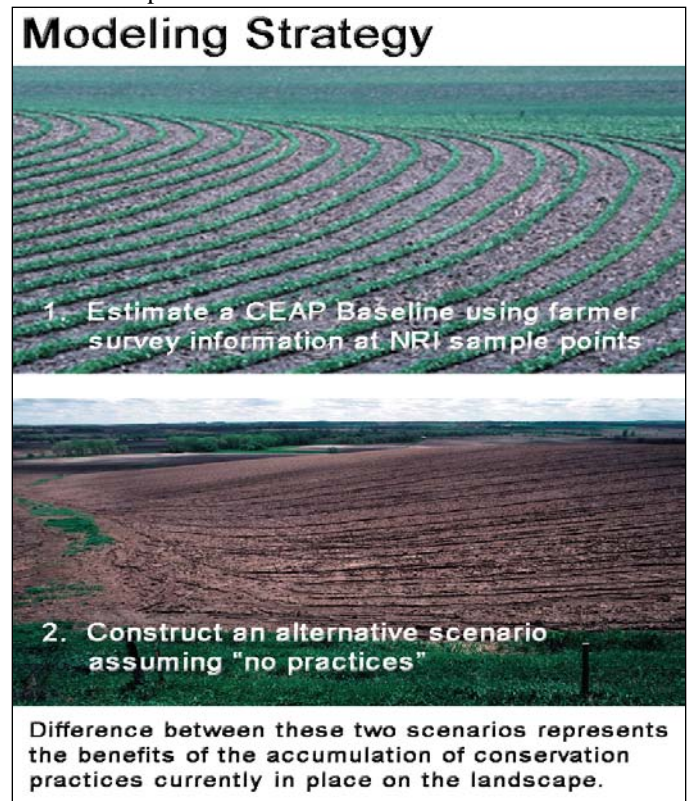 Modeling Strategy
1. Estimate a CEAP Baseline using farmer
survey information at NRI sample points
2. Construct an alternative scenario
assuming "no practices"
Difference between these two scenarios represents
the benefits of the accumulation of conservation
practices currently in place on the landscape.